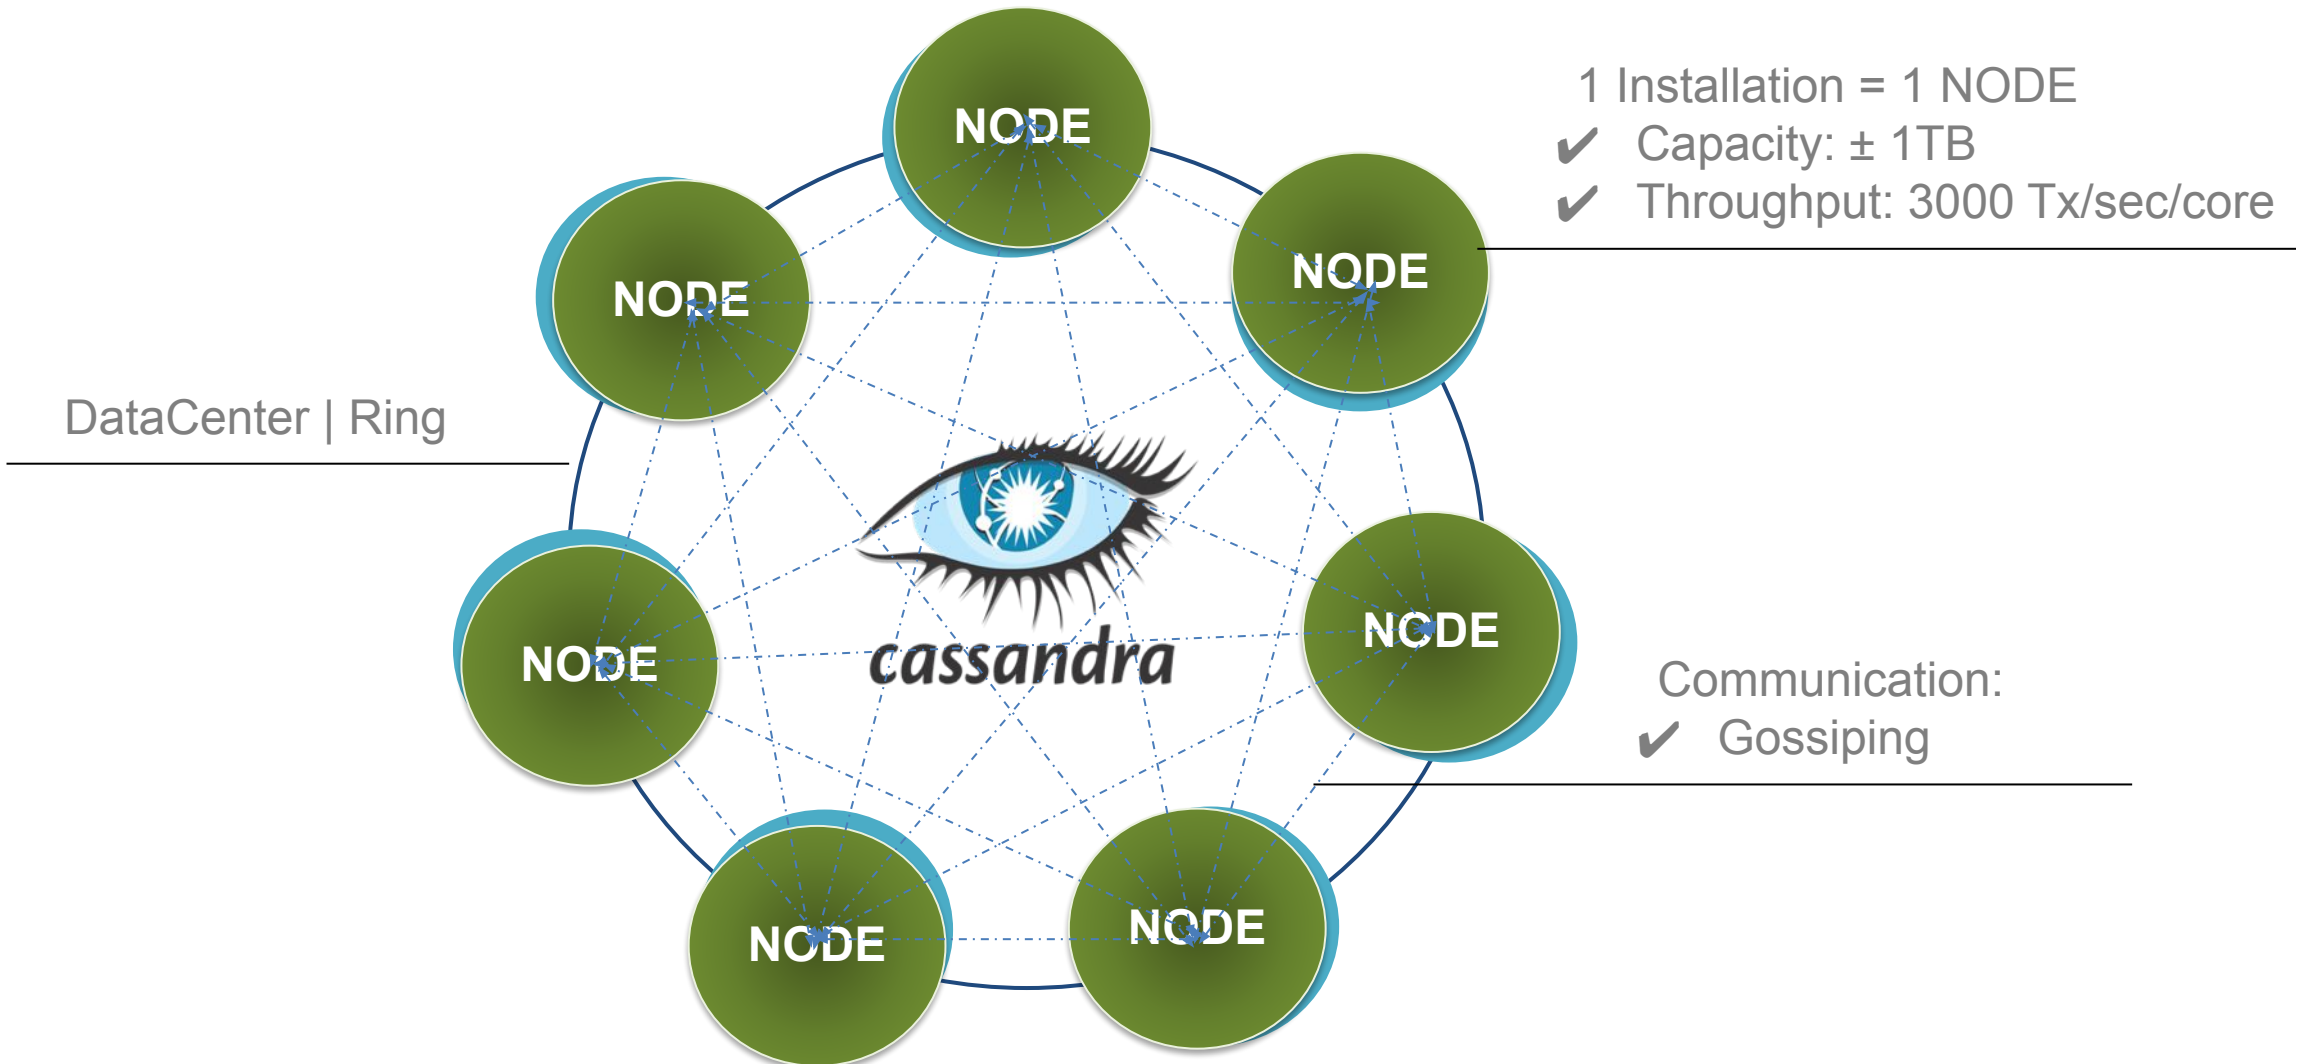 NODE
1 Installation = 1 NODE
✔ Capacity: ± 1TB
✔ Throughput: 3000 Tx/sec/core
NODE
NODE
DataCenter | Ring
NODE
NODE
cassandra
Communication:
✔ Gossiping
NODE
NODE